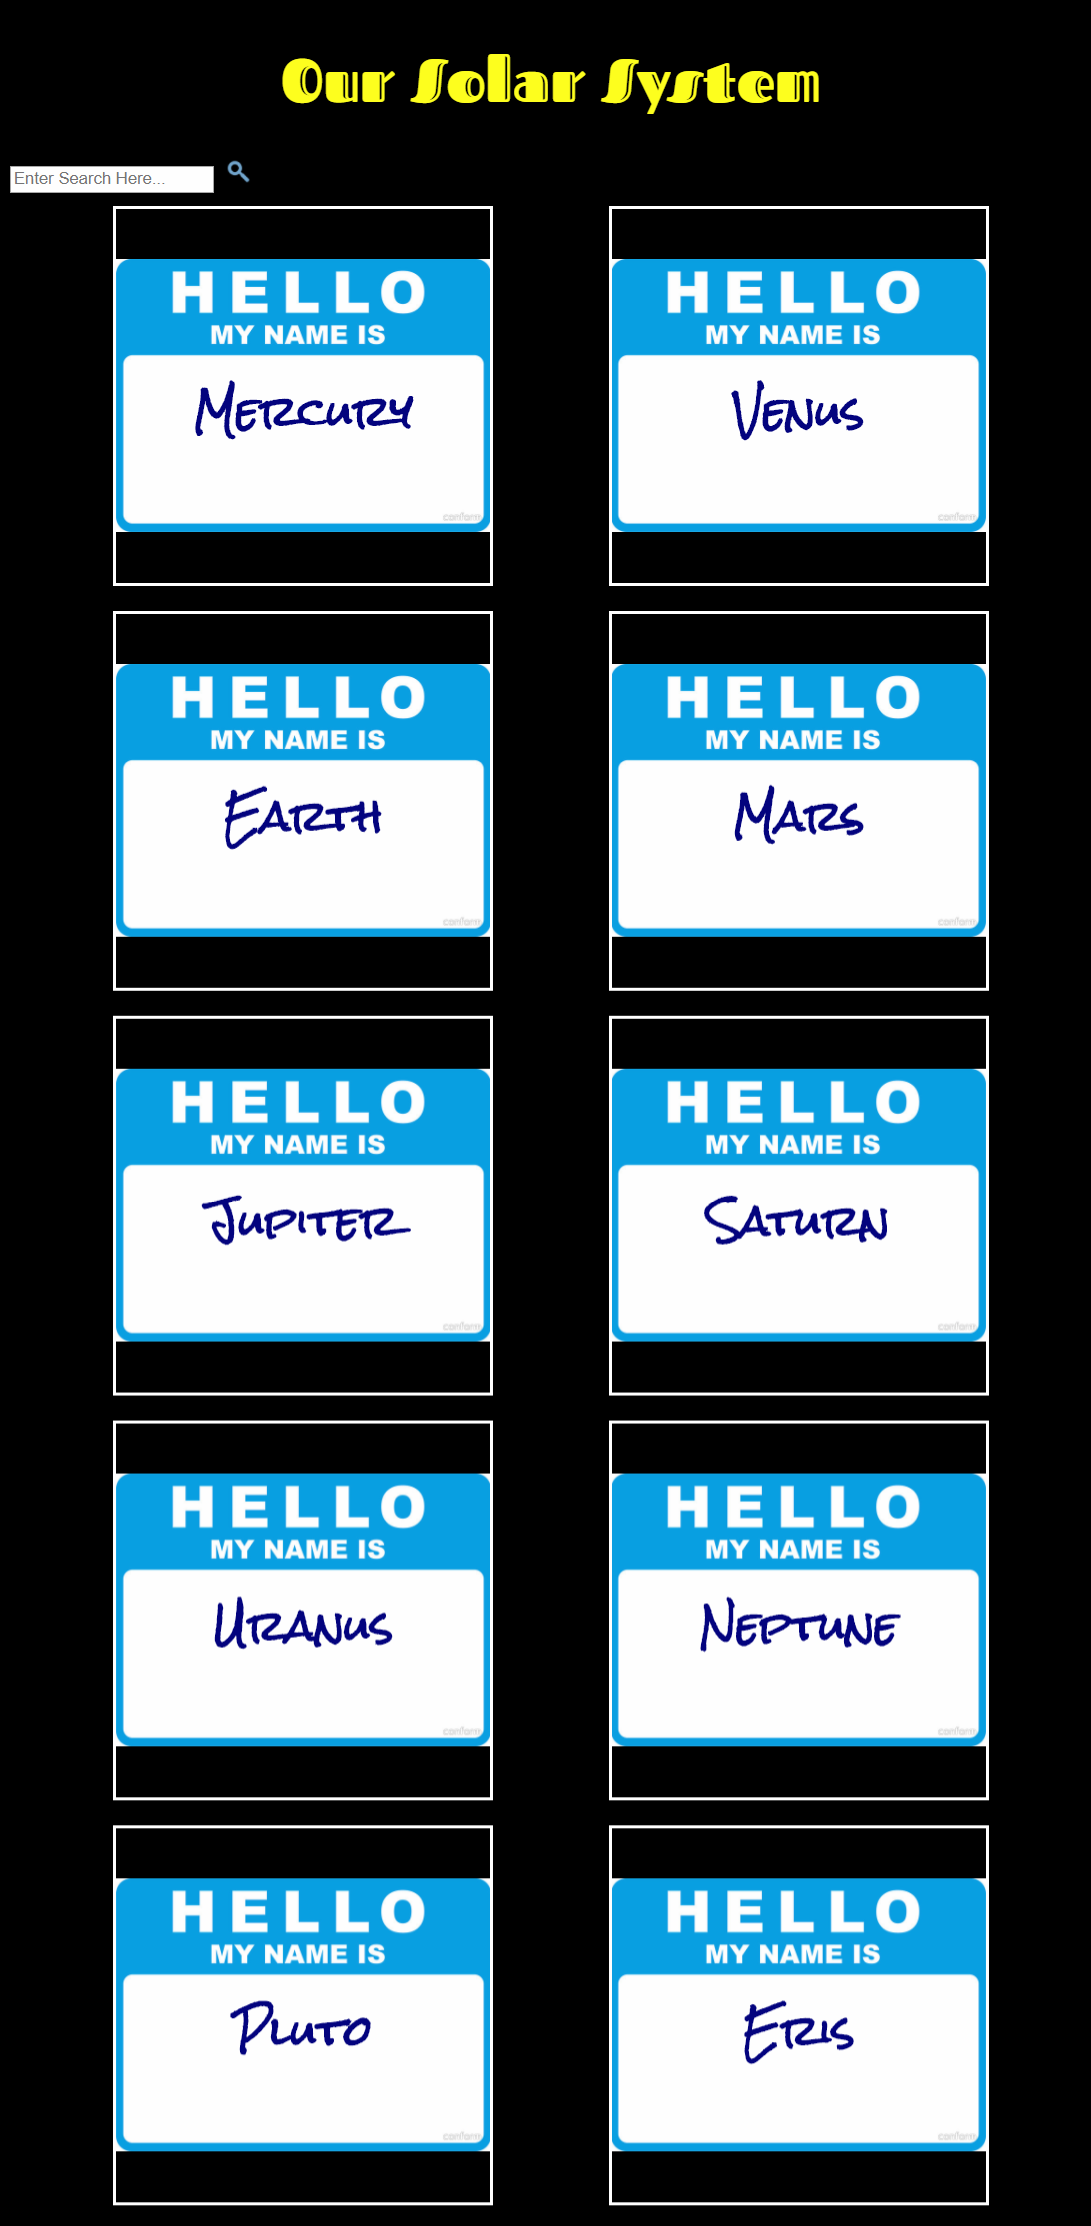 Our Solar System
Enter Search Here...
HELLO
MY NAME IS
Mercury
HELLO
MY NAME IS
Venus
HELLO
MY NAME IS
Earth
HELLO
MY NAME IS
Mars
HELLO
MY NAME IS
Jupiter
HELLO
MY NAME IS
Saturn
HELLO
MY NAME IS
Uranus
HELLO
MY NAME IS
Neptune
HELLO
MY NAME IS
Pluto
HELLO
MY NAME IS
Eris